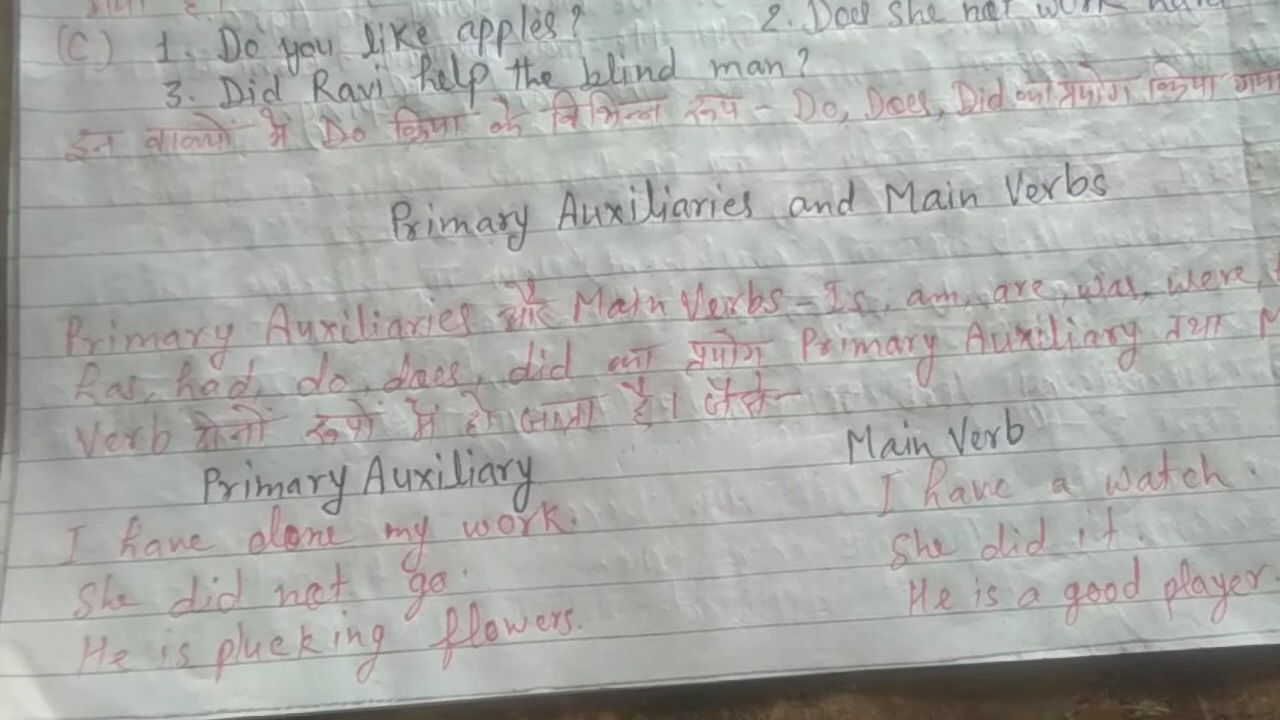 (C) 1. Do you like apples? 2. Does she not work hard
3. Did Ravi help the blind man?
इन वाक्यों में Do क्रिया के विभिन्न रूप - Do, Does, Did का प्रयोग किया गया
Primary Auxiliaries and Main Verbs
Primary Auxiliaries और Main Verbs - Is, am, are, was, were,
has, had, do, does, did का प्रयोग Primary Auxiliary तथा M
Verb दोनों रूपों में हो जाता है। जैसे-
Primary Auxiliary Main Verb
I have done my work. I have a watch.
She did not go. She did it.
He is plucking flowers. He is a good player